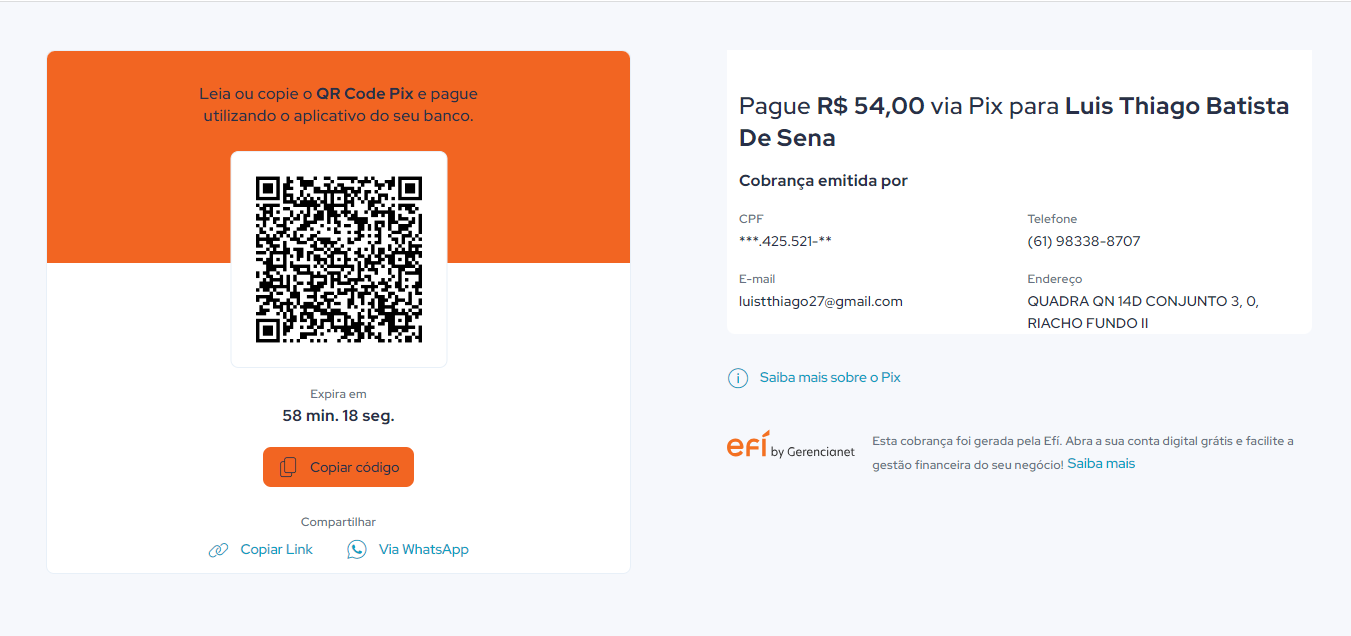 Leia ou copie o QR Code Pix e pague
utilizando o aplicativo do seu banco.
Expira em
58 min. 18 seg.
Copiar código
Compartilhar
Copiar Link
Via WhatsApp
Pague R$ 54,00 via Pix para Luis Thiago Batista
De Sena
Cobrança emitida por
CPF
***.425.521-**
Telefone
(61) 98338-8707
E-mail
luistthiago27@gmail.com
Endereço
QUADRA QN 14D CONJUNTO 3, 0,
RIACHO FUNDO II
Saiba mais sobre o Pix
efí by Gerencianet
Esta cobrança foi gerada pela Efí. Abra a sua conta digital grátis e facilite a
gestão financeira do seu negócio! Saiba mais